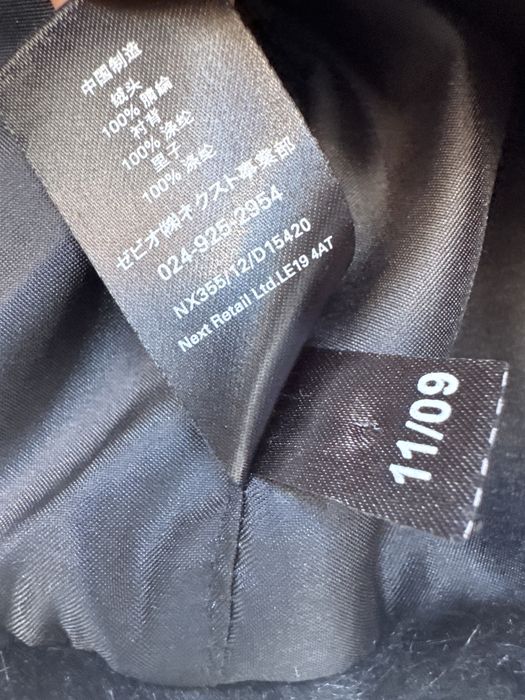 中国制造
绒头
100% 腈纶
衬背
100% 涤纶
里子
100% 涤纶
ゼビオ㈱ネクスト事業部
024-925-2954
NX355/12/D15420
Next Retail Ltd.LE19 4AT
11/09